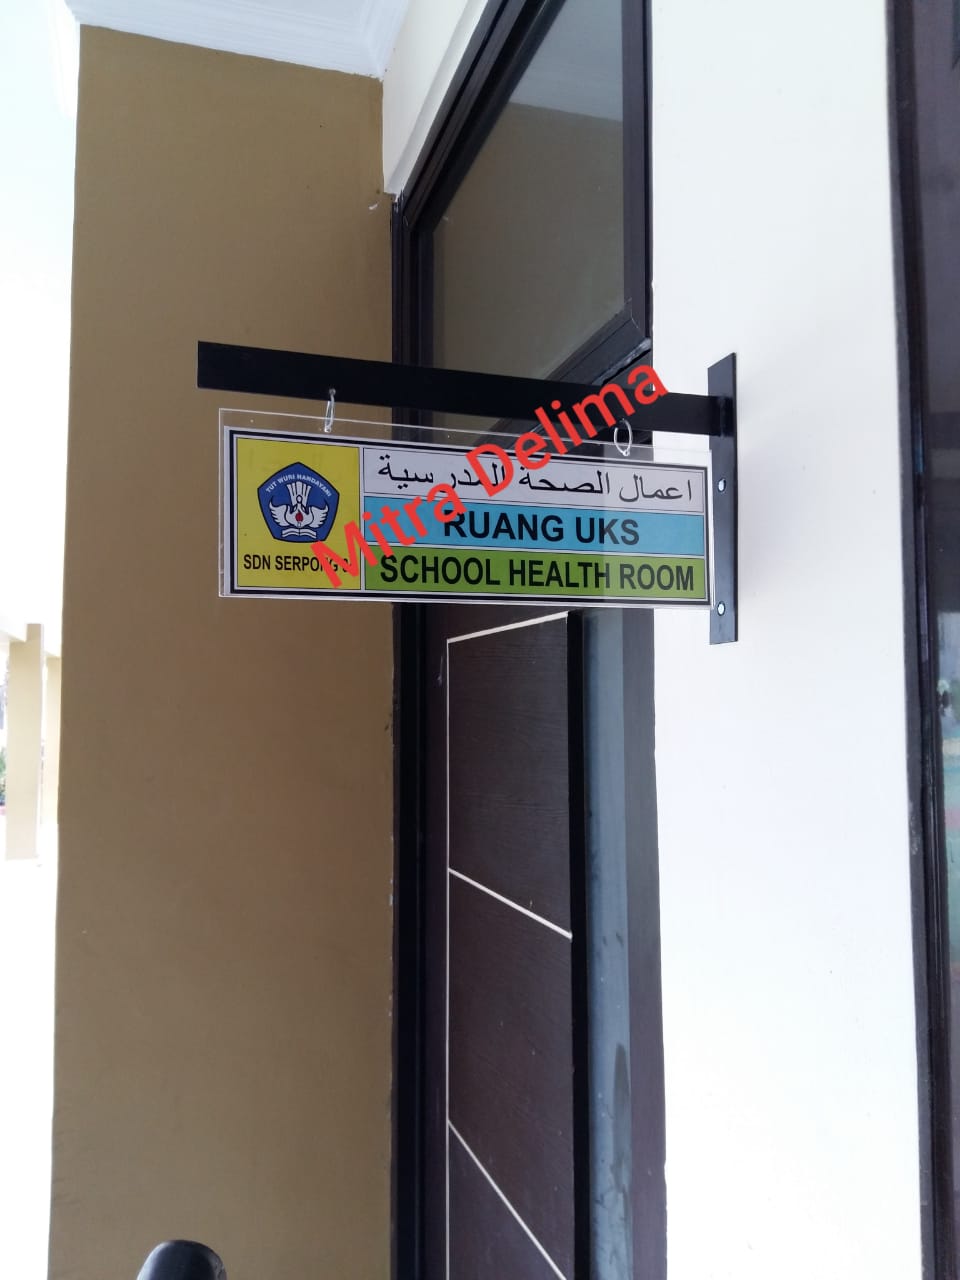 اعمال الصحة المدرسية
RUANG UKS
SCHOOL HEALTH ROOM
TUT WURI HANDAYANI
SDN SERPONG
Mitra Delima